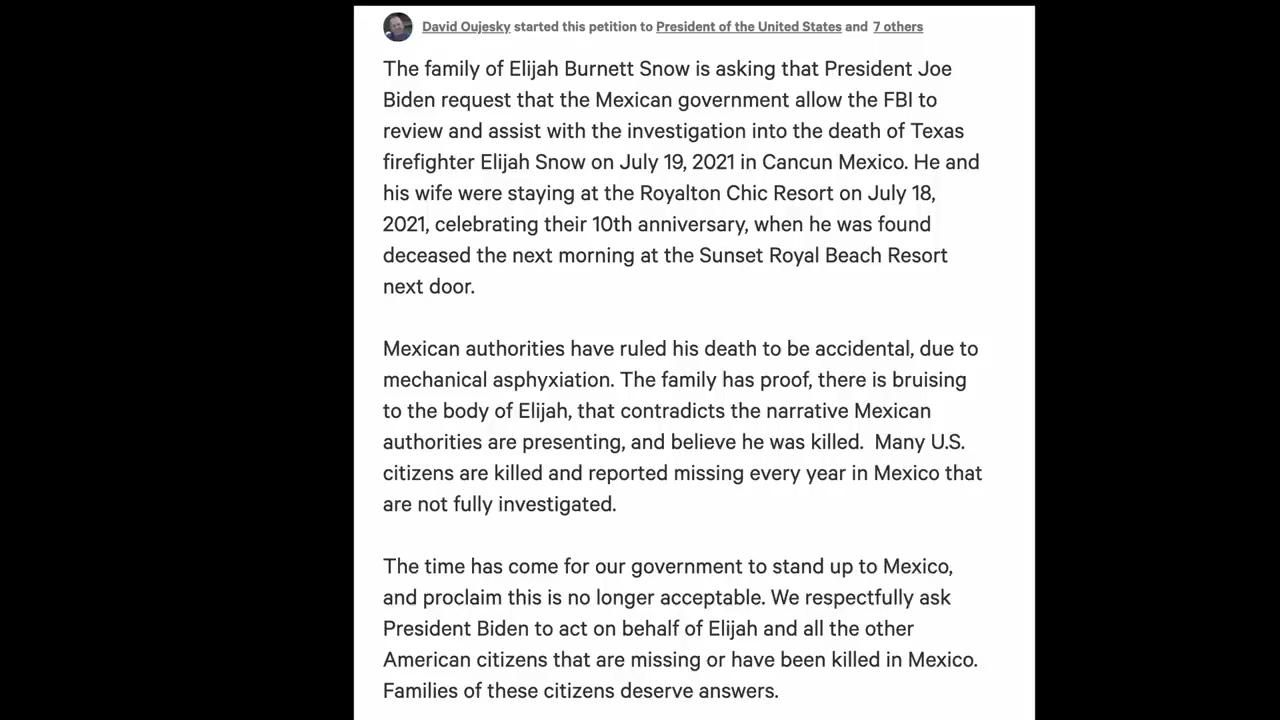 David Oujesky started this petition to President of the United States and 7 others
The family of Elijah Burnett Snow is asking that President Joe
Biden request that the Mexican government allow the FBI to
review and assist with the investigation into the death of Texas
firefighter Elijah Snow on July 19, 2021 in Cancun Mexico. He and
his wife were staying at the Royalton Chic Resort on July 18,
2021, celebrating their 10th anniversary, when he was found
deceased the next morning at the Sunset Royal Beach Resort
next door.
Mexican authorities have ruled his death to be accidental, due to
mechanical asphyxiation. The family has proof, there is bruising
to the body of Elijah, that contradicts the narrative Mexican
authorities are presenting, and believe he was killed.  Many U.S.
citizens are killed and reported missing every year in Mexico that
are not fully investigated.
The time has come for our government to stand up to Mexico,
and proclaim this is no longer acceptable. We respectfully ask
President Biden to act on behalf of Elijah and all the other
American citizens that are missing or have been killed in Mexico.
Families of these citizens deserve answers.